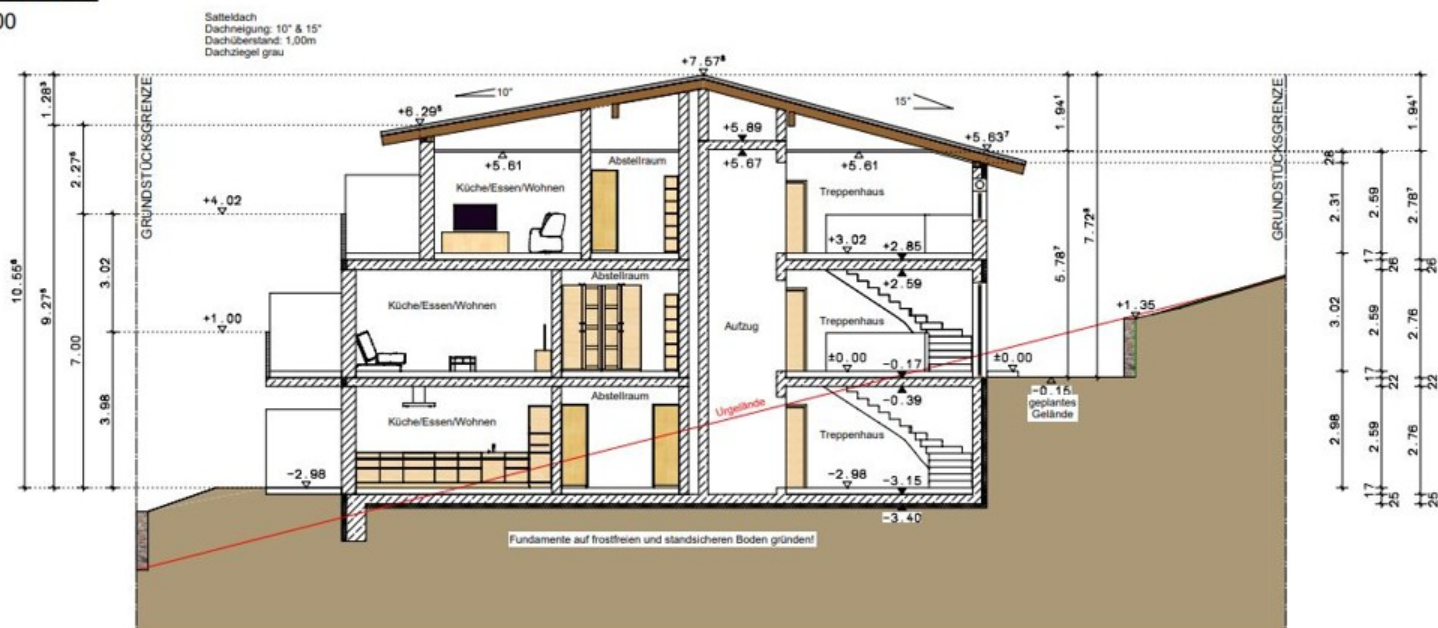 00
Satteldach
Dachneigung: 10° & 15°
Dachüberstand: 1,00m
Dachziegel grau
GRUNDSTÜCKSGRENZE
GRUNDSTÜCKSGRENZE
+7.57⁸
10°
15°
+6.29⁵
+5.63⁷
+5.89
+5.67
+5.61
+5.61
Abstellraum
Küche/Essen/Wohnen
Treppenhaus
+4.02
+3.02
+2.85
+2.59
Abstellraum
Küche/Essen/Wohnen
Aufzug
Treppenhaus
+1.00
+1.35
±0.00
-0.17
±0.00
-0.15
geplantes
Gelände
-0.39
Abstellraum
Küche/Essen/Wohnen
Urgelände
Treppenhaus
-2.98
-2.98
-3.15
-3.40
Fundamente auf frostfreien und standsicheren Boden gründen!
10.55⁸
1.28³
9.27⁵
2.27⁵
7.00
3.02
3.98
5.78⁷
1.94¹
7.72⁸
28
2.31
17
3.02
17
2.98
17
2.59
26
2.59
22
2.59
25
1.94¹
2.78⁷
26
2.76
22
2.76
25